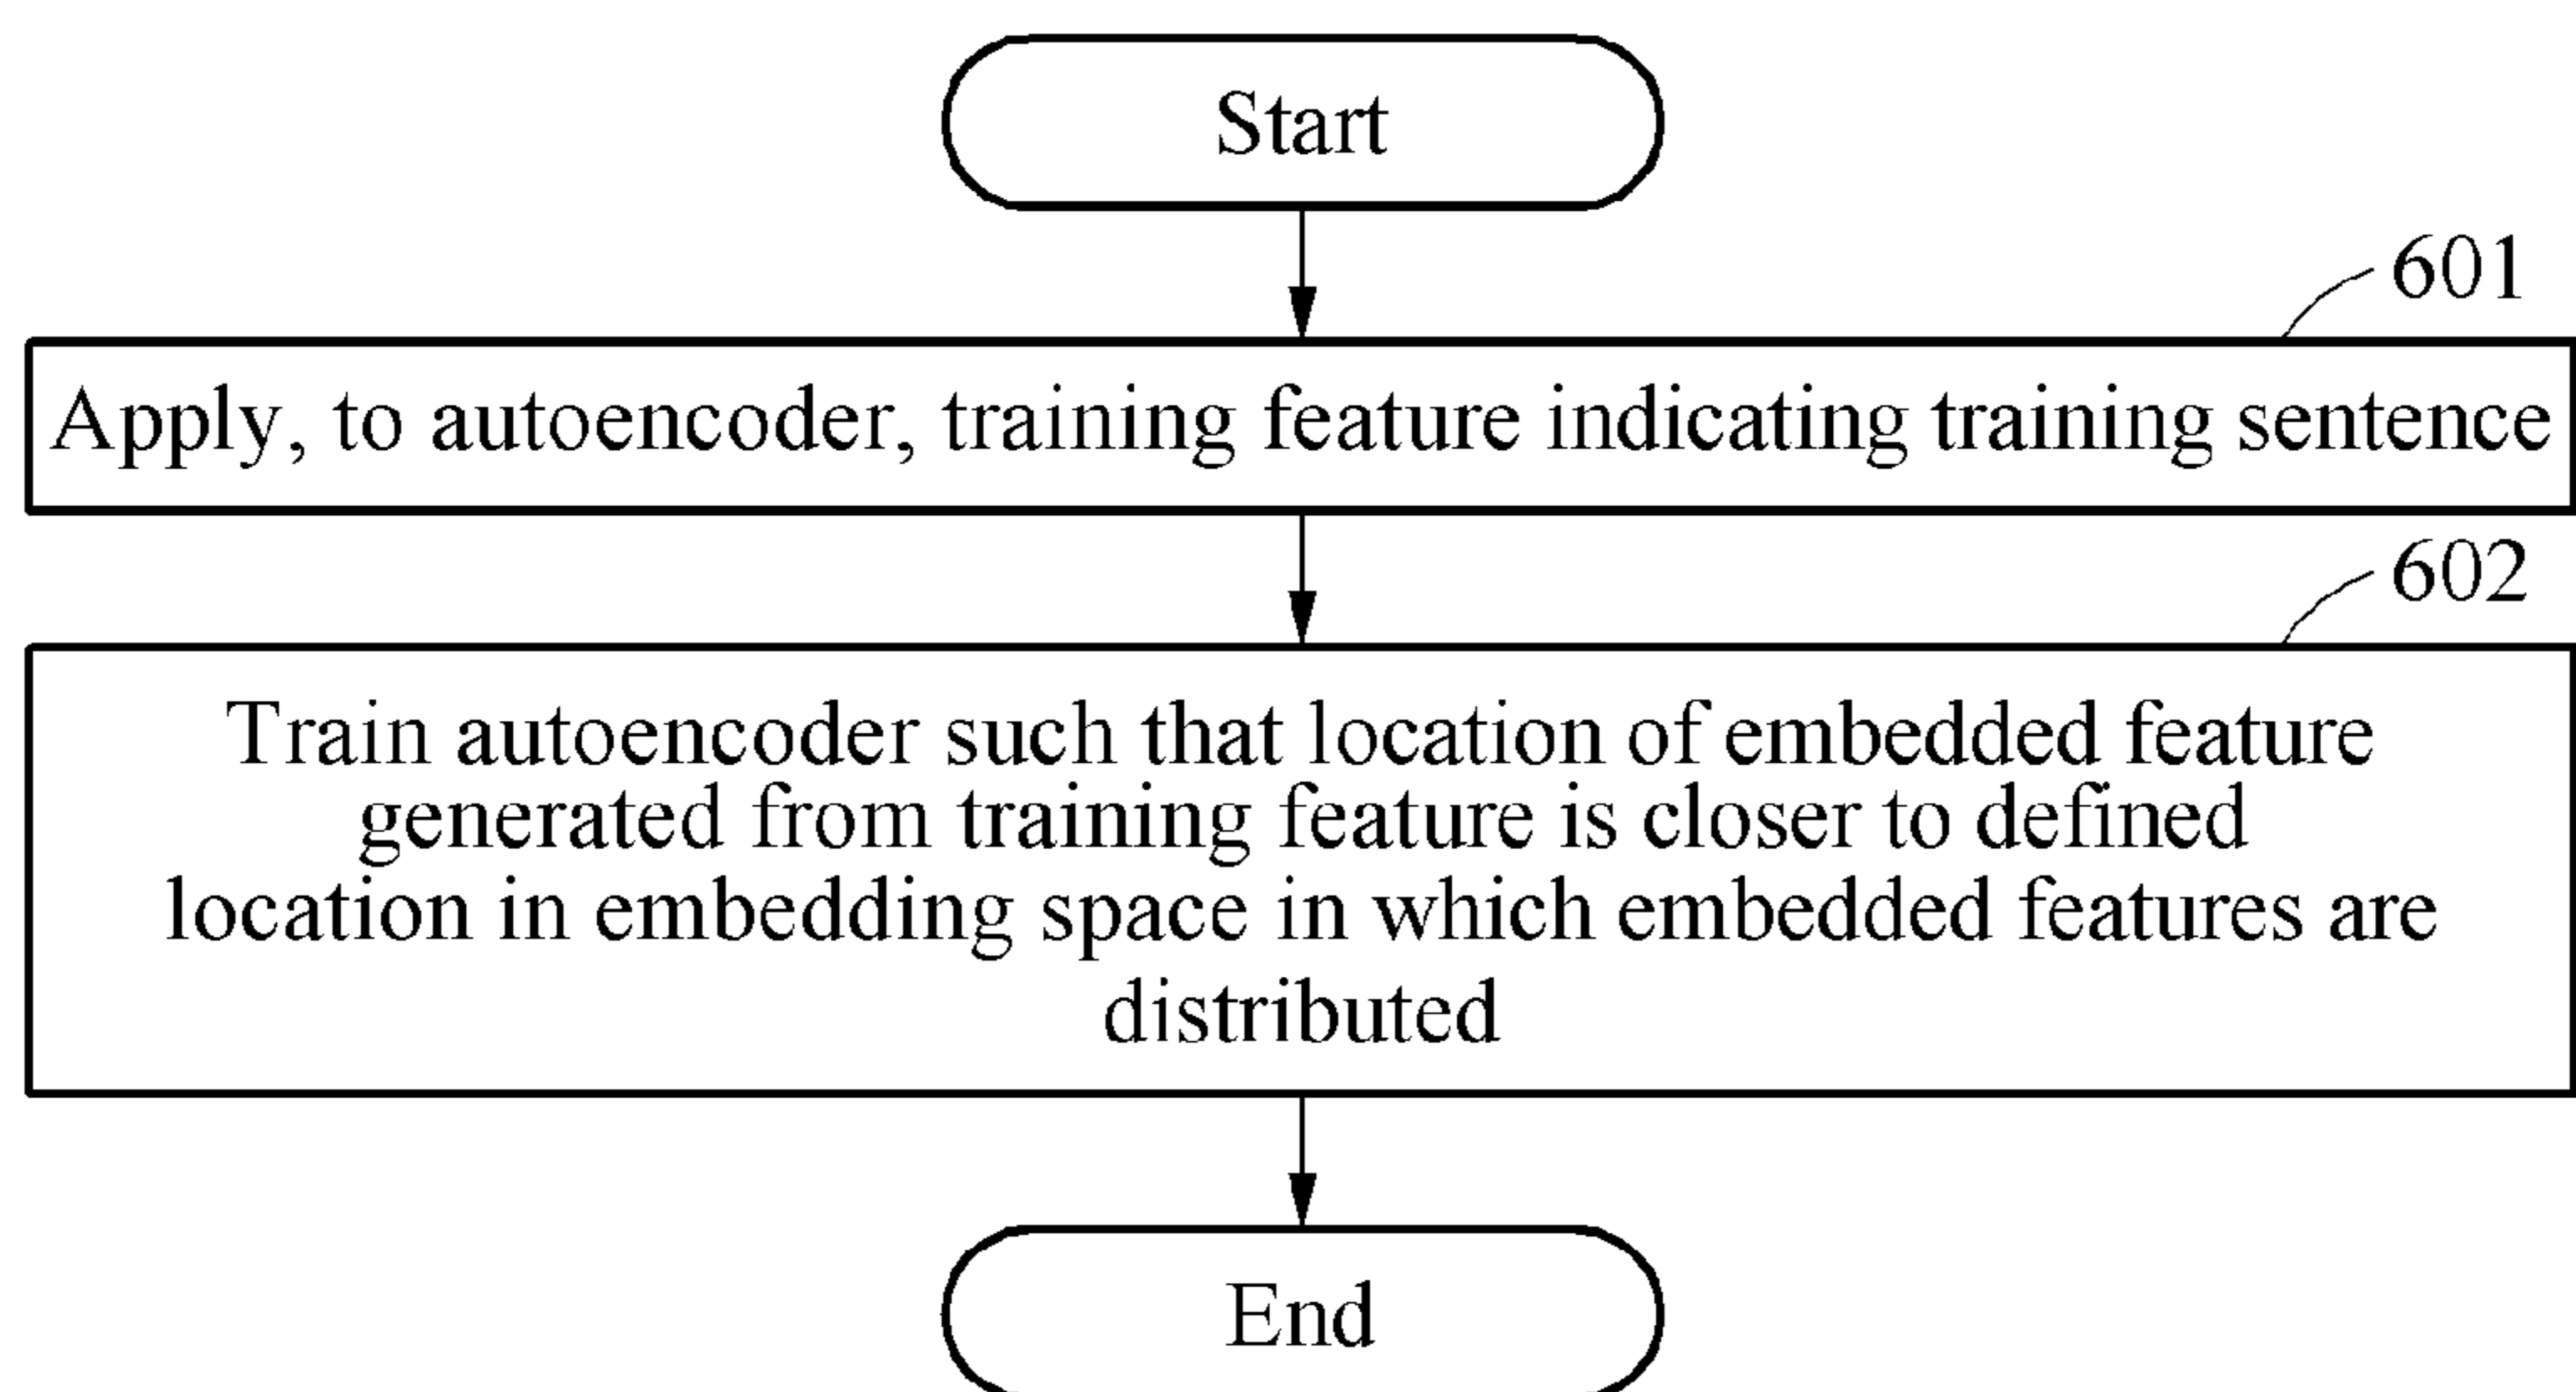 Start
601
Apply, to autoencoder, training feature indicating training sentence
602
Train autoencoder such that location of embedded feature
generated from training feature is closer to defined
location in embedding space in which embedded features are
distributed
End